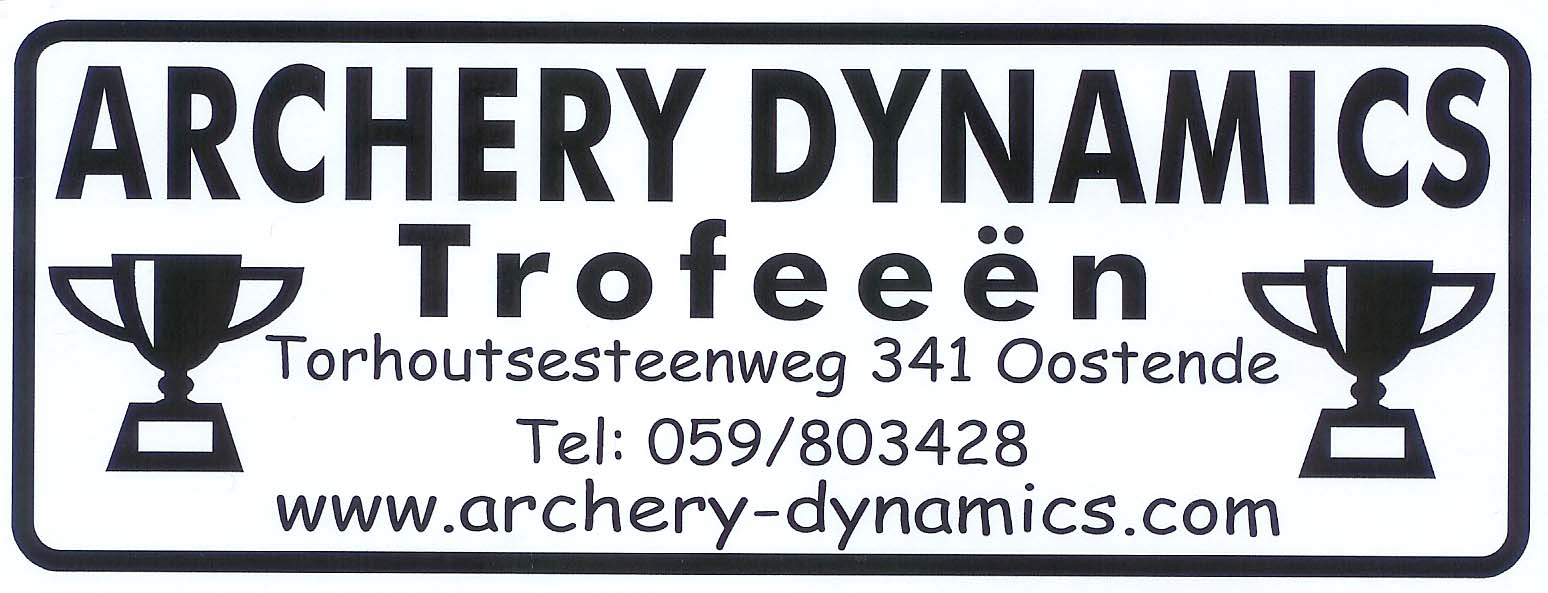 ARCHERY DYNAMICS
Trofeeën
Torhoutsesteenweg 341 Oostende
Tel: 059/803428
www.archery-dynamics.com